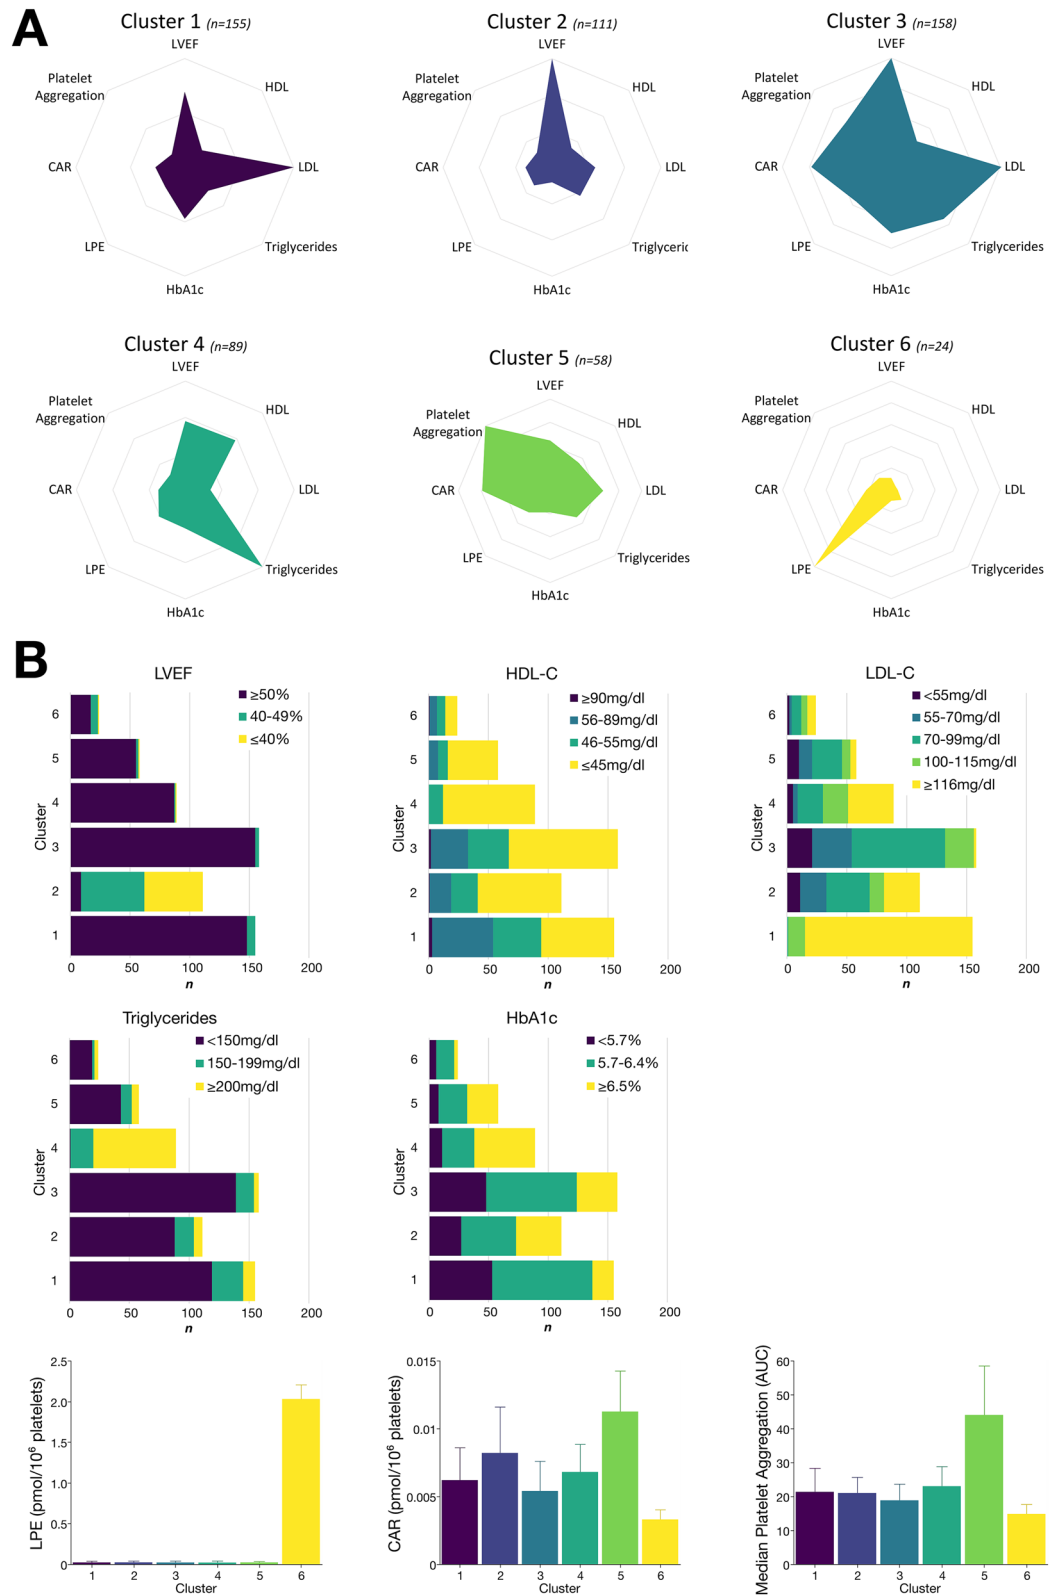 A
Cluster 1 (n=155)
LVEF
HDL
LDL
Triglycerides
HbA1c
LPE
CAR
Platelet
Aggregation
Cluster 2 (n=111)
LVEF
HDL
LDL
Triglyceri
HbA1c
LPE
CAR
Platelet
Aggregation
Cluster 3 (n=158)
LVEF
HDL
LDL
Triglycerides
HbA1c
LPE
CAR
Platelet
Aggregation
Cluster 4 (n=89)
LVEF
HDL
LDL
Triglycerides
HbA1c
LPE
CAR
Platelet
Aggregation
Cluster 5 (n=58)
LVEF
HDL
LDL
Triglycerides
HbA1c
LPE
CAR
Platelet
Aggregation
Cluster 6 (n=24)
LVEF
HDL
LDL
Triglycerides
HbA1c
LPE
CAR
Platelet
Aggregation
B
LVEF
≥50%
40-49%
≤40%
Cluster
6
5
4
3
2
1
0 50 100 150 200
n
HDL-C
≥90mg/dl
56-89mg/dl
46-55mg/dl
≤45mg/dl
Cluster
6
5
4
3
2
1
0 50 100 150 200
n
LDL-C
<55mg/dl
55-70mg/dl
70-99mg/dl
100-115mg/dl
≥116mg/dl
Cluster
6
5
4
3
2
1
0 50 100 150 200
n
Triglycerides
<150mg/dl
150-199mg/dl
≥200mg/dl
Cluster
6
5
4
3
2
1
0 50 100 150 200
n
HbA1c
<5.7%
5.7-6.4%
≥6.5%
Cluster
6
5
4
3
2
1
0 50 100 150 200
n
LPE (pmol/10⁶ platelets)
2.5
2.0
1.5
1.0
0.5
0
1 2 3 4 5 6
Cluster
CAR (pmol/10⁶ platelets)
0.015
0.01
0.005
0
1 2 3 4 5 6
Cluster
Median Platelet Aggregation (AUC)
60
50
40
30
20
10
0
1 2 3 4 5 6
Cluster